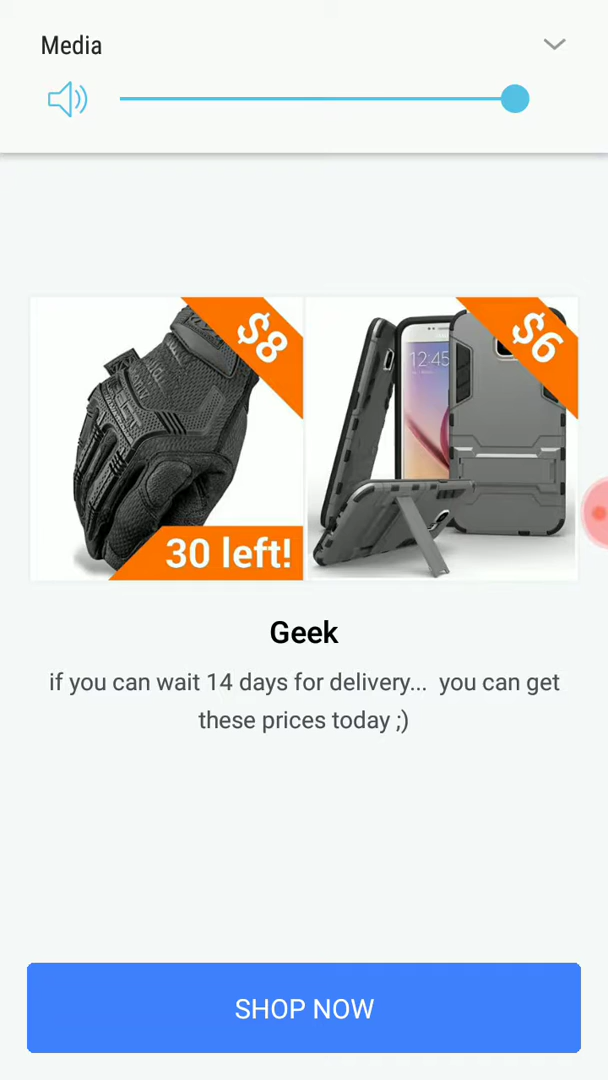 Media
$8
$6
12:45
30 left!
Geek
if you can wait 14 days for delivery... you can get
these prices today ;)
SHOP NOW